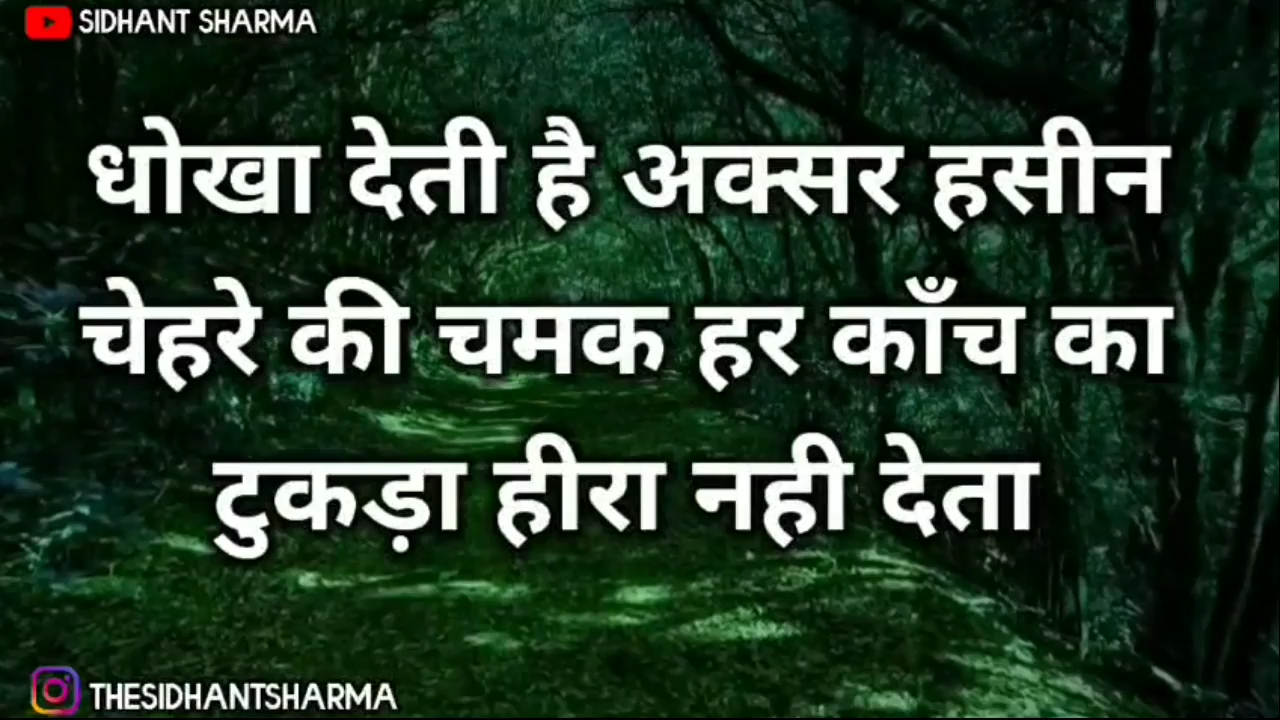 SIDHANT SHARMA
धोखा देती है अक्सर हसीन
चेहरे की चमक हर काँच का
टुकड़ा हीरा नही देता
THESIDHANTSHARMA